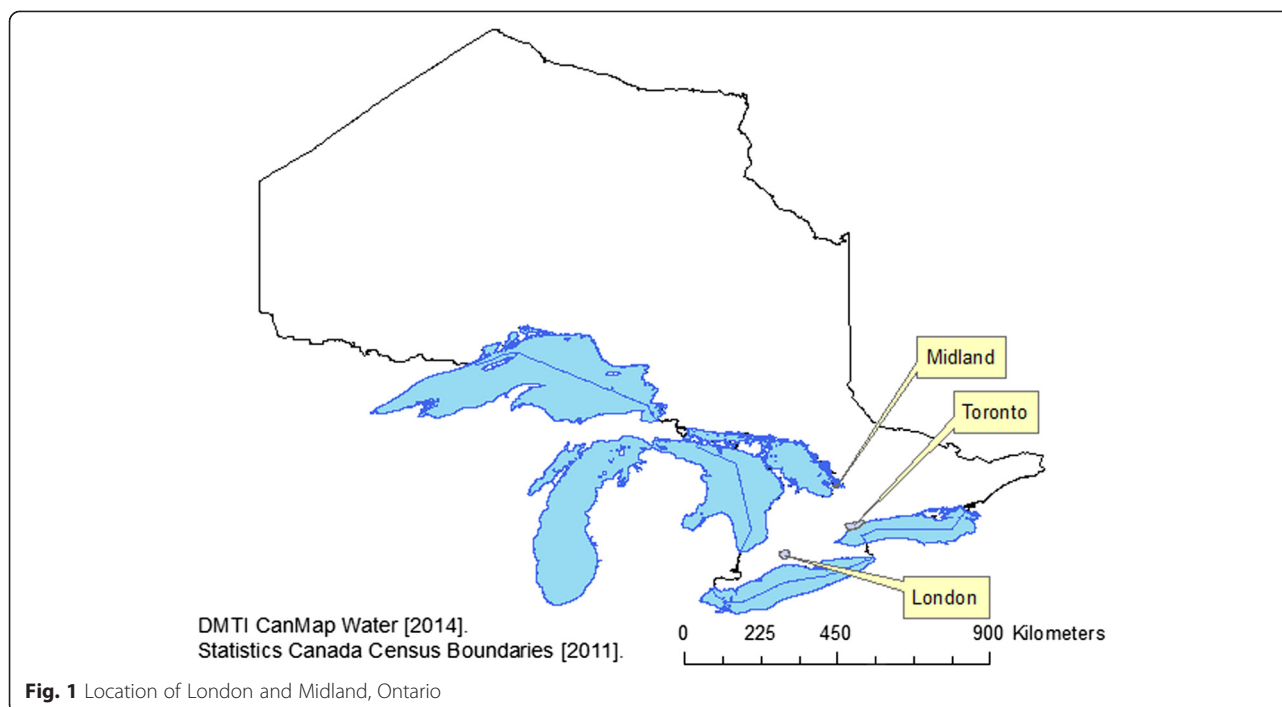 Midland
Toronto
London
DMTI CanMap Water [2014].
Statistics Canada Census Boundaries [2011].
0 225 450 900 Kilometers
Fig. 1 Location of London and Midland, Ontario